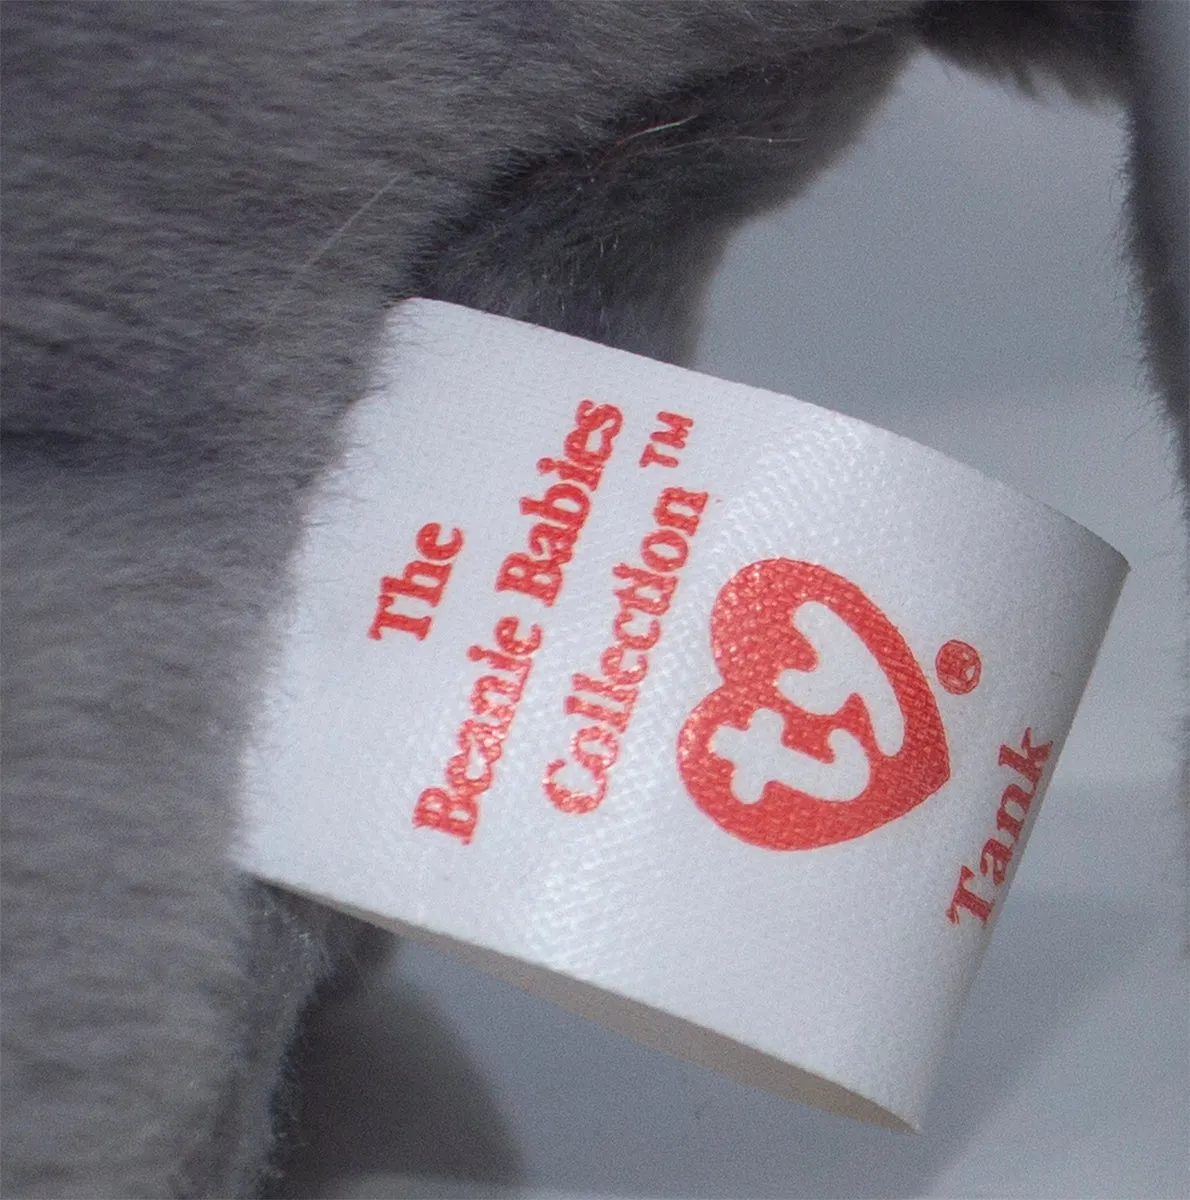 The
Beanie Babies
Collection™
ty®
Tank